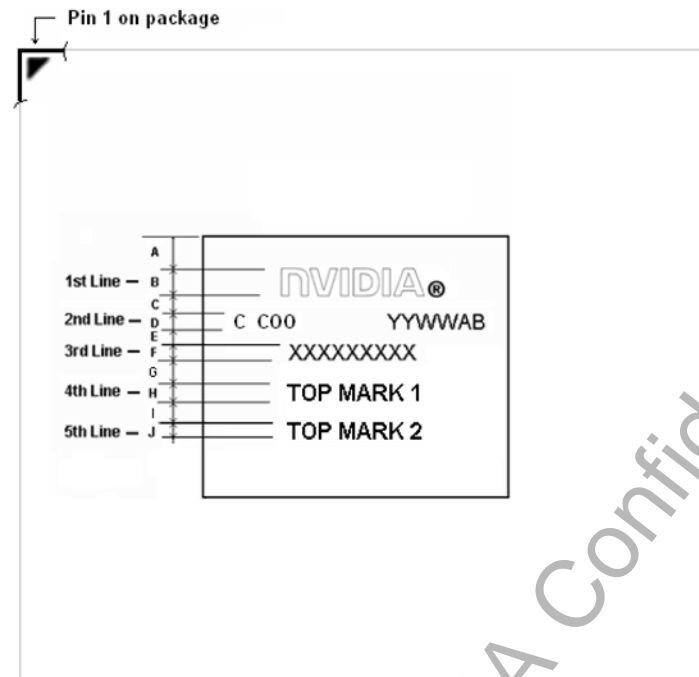 Pin 1 on package
A
1st Line – B nVIDIA®
C
2nd Line – D C COO YYWWAB
E
3rd Line – F XXXXXXXXX
G
4th Line – H TOP MARK 1
I
5th Line – J TOP MARK 2
A Confid